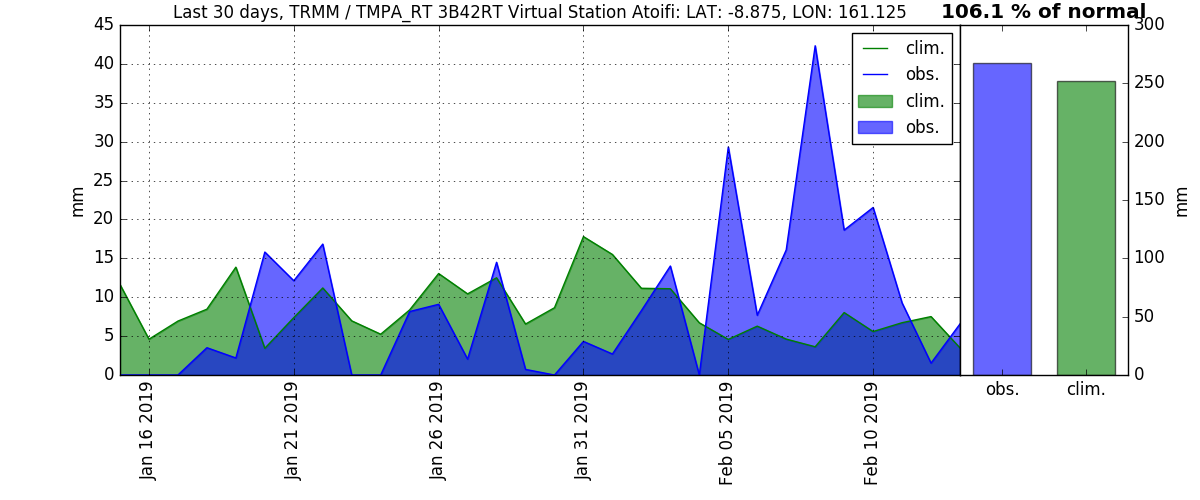 Last 30 days, TRMM / TMPA_RT 3B42RT Virtual Station Atoifi: LAT: -8.875, LON: 161.125
106.1 % of normal
45
40
35
30
25
20
15
10
5
0
mm
clim.
obs.
clim.
obs.
300
250
200
150
100
50
0
mm
Jan 16 2019
Jan 21 2019
Jan 26 2019
Jan 31 2019
Feb 05 2019
Feb 10 2019
obs.
clim.